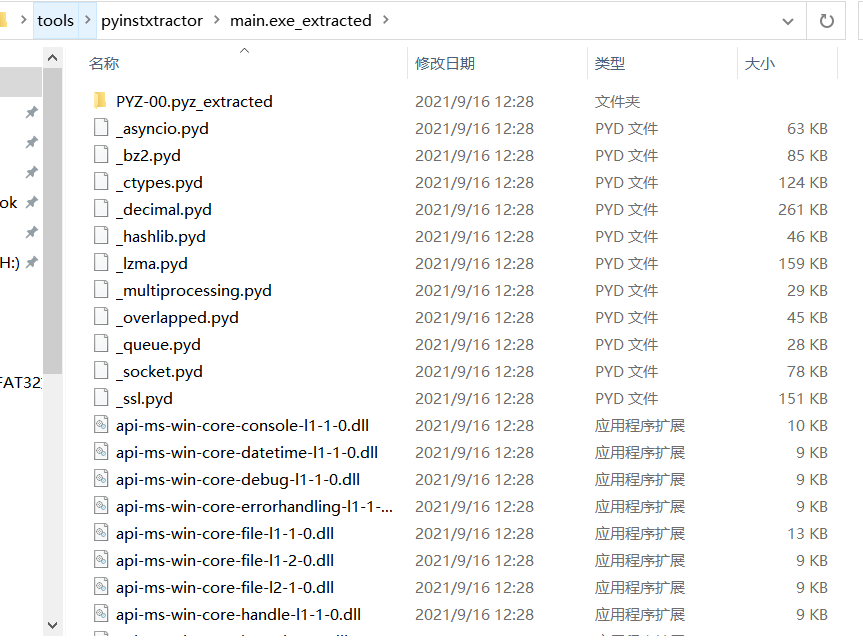 tools > pyinstxtractor > main.exe_extracted >
名称 修改日期 类型 大小
PYZ-00.pyz_extracted 2021/9/16 12:28 文件夹
_asyncio.pyd 2021/9/16 12:28 PYD 文件 63 KB
_bz2.pyd 2021/9/16 12:28 PYD 文件 85 KB
_ctypes.pyd 2021/9/16 12:28 PYD 文件 124 KB
ok _decimal.pyd 2021/9/16 12:28 PYD 文件 261 KB
_hashlib.pyd 2021/9/16 12:28 PYD 文件 46 KB
H:) _lzma.pyd 2021/9/16 12:28 PYD 文件 159 KB
_multiprocessing.pyd 2021/9/16 12:28 PYD 文件 29 KB
_overlapped.pyd 2021/9/16 12:28 PYD 文件 45 KB
_queue.pyd 2021/9/16 12:28 PYD 文件 28 KB
_socket.pyd 2021/9/16 12:28 PYD 文件 78 KB
FAT32 _ssl.pyd 2021/9/16 12:28 PYD 文件 151 KB
api-ms-win-core-console-l1-1-0.dll 2021/9/16 12:28 应用程序扩展 10 KB
api-ms-win-core-datetime-l1-1-0.dll 2021/9/16 12:28 应用程序扩展 9 KB
api-ms-win-core-debug-l1-1-0.dll 2021/9/16 12:28 应用程序扩展 9 KB
api-ms-win-core-errorhandling-l1-1-... 2021/9/16 12:28 应用程序扩展 9 KB
api-ms-win-core-file-l1-1-0.dll 2021/9/16 12:28 应用程序扩展 13 KB
api-ms-win-core-file-l1-2-0.dll 2021/9/16 12:28 应用程序扩展 9 KB
api-ms-win-core-file-l2-1-0.dll 2021/9/16 12:28 应用程序扩展 9 KB
api-ms-win-core-handle-l1-1-0.dll 2021/9/16 12:28 应用程序扩展 9 KB